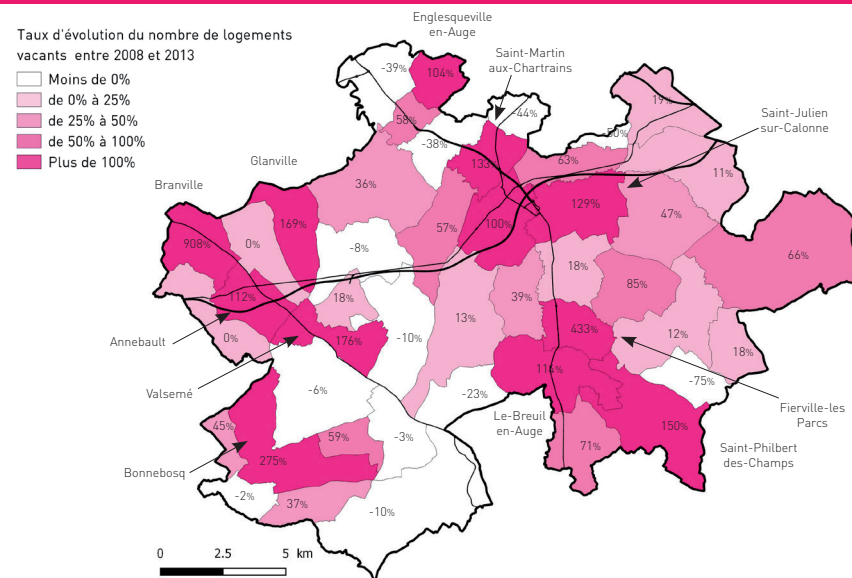 Taux d'évolution du nombre de logements
vacants entre 2008 et 2013
Moins de 0%
de 0% à 25%
de 25% à 50%
de 50% à 100%
Plus de 100%
Englesqueville
en-Auge
Saint-Martin
aux-Chartrains
Saint-Julien
sur-Calonne
Glanville
Branville
Annebault
Valsemé
Bonnebosq
Le-Breuil
en-Auge
Fierville-les
Parcs
Saint-Philbert
des-Champs
-39%
104%
58%
-44%
19%
-50%
-38%
133%
63%
11%
36%
169%
129%
47%
908%
0%
-8%
57%
100%
66%
18%
85%
112%
18%
39%
13%
433%
12%
0%
176%
-10%
18%
-75%
-6%
-23%
45%
59%
-3%
150%
71%
275%
-2%
37%
-10%
0
2.5
5 km